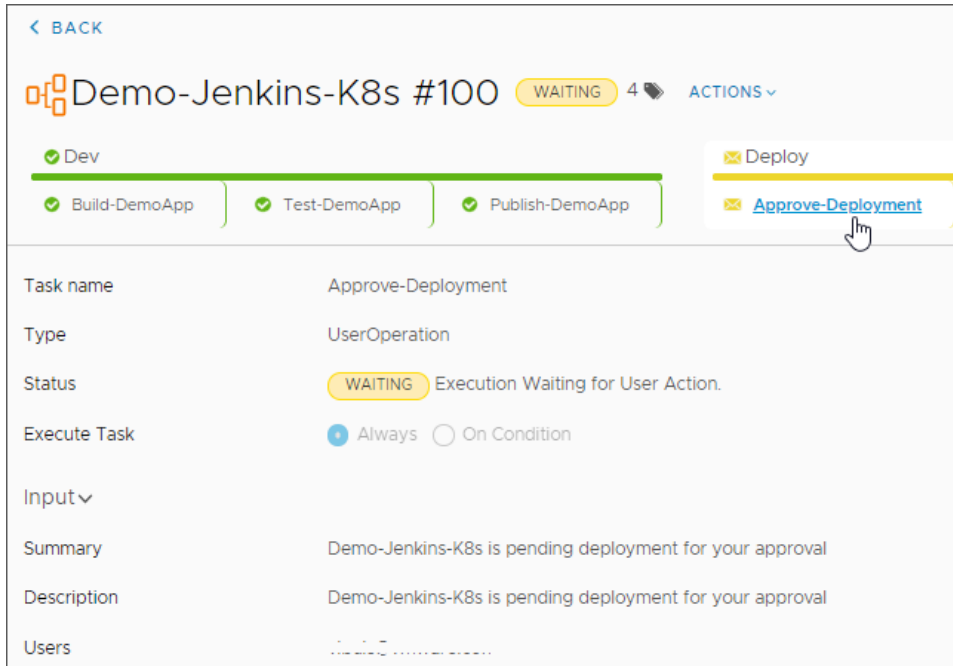 BACK
Demo-Jenkins-K8s #100 WAITING 4 ACTIONS
Dev Deploy
Build-DemoApp Test-DemoApp Publish-DemoApp Approve-Deployment
Task name Approve-Deployment
Type UserOperation
Status WAITING Execution Waiting for User Action.
Execute Task Always On Condition
Input
Summary Demo-Jenkins-K8s is pending deployment for your approval
Description Demo-Jenkins-K8s is pending deployment for your approval
Users